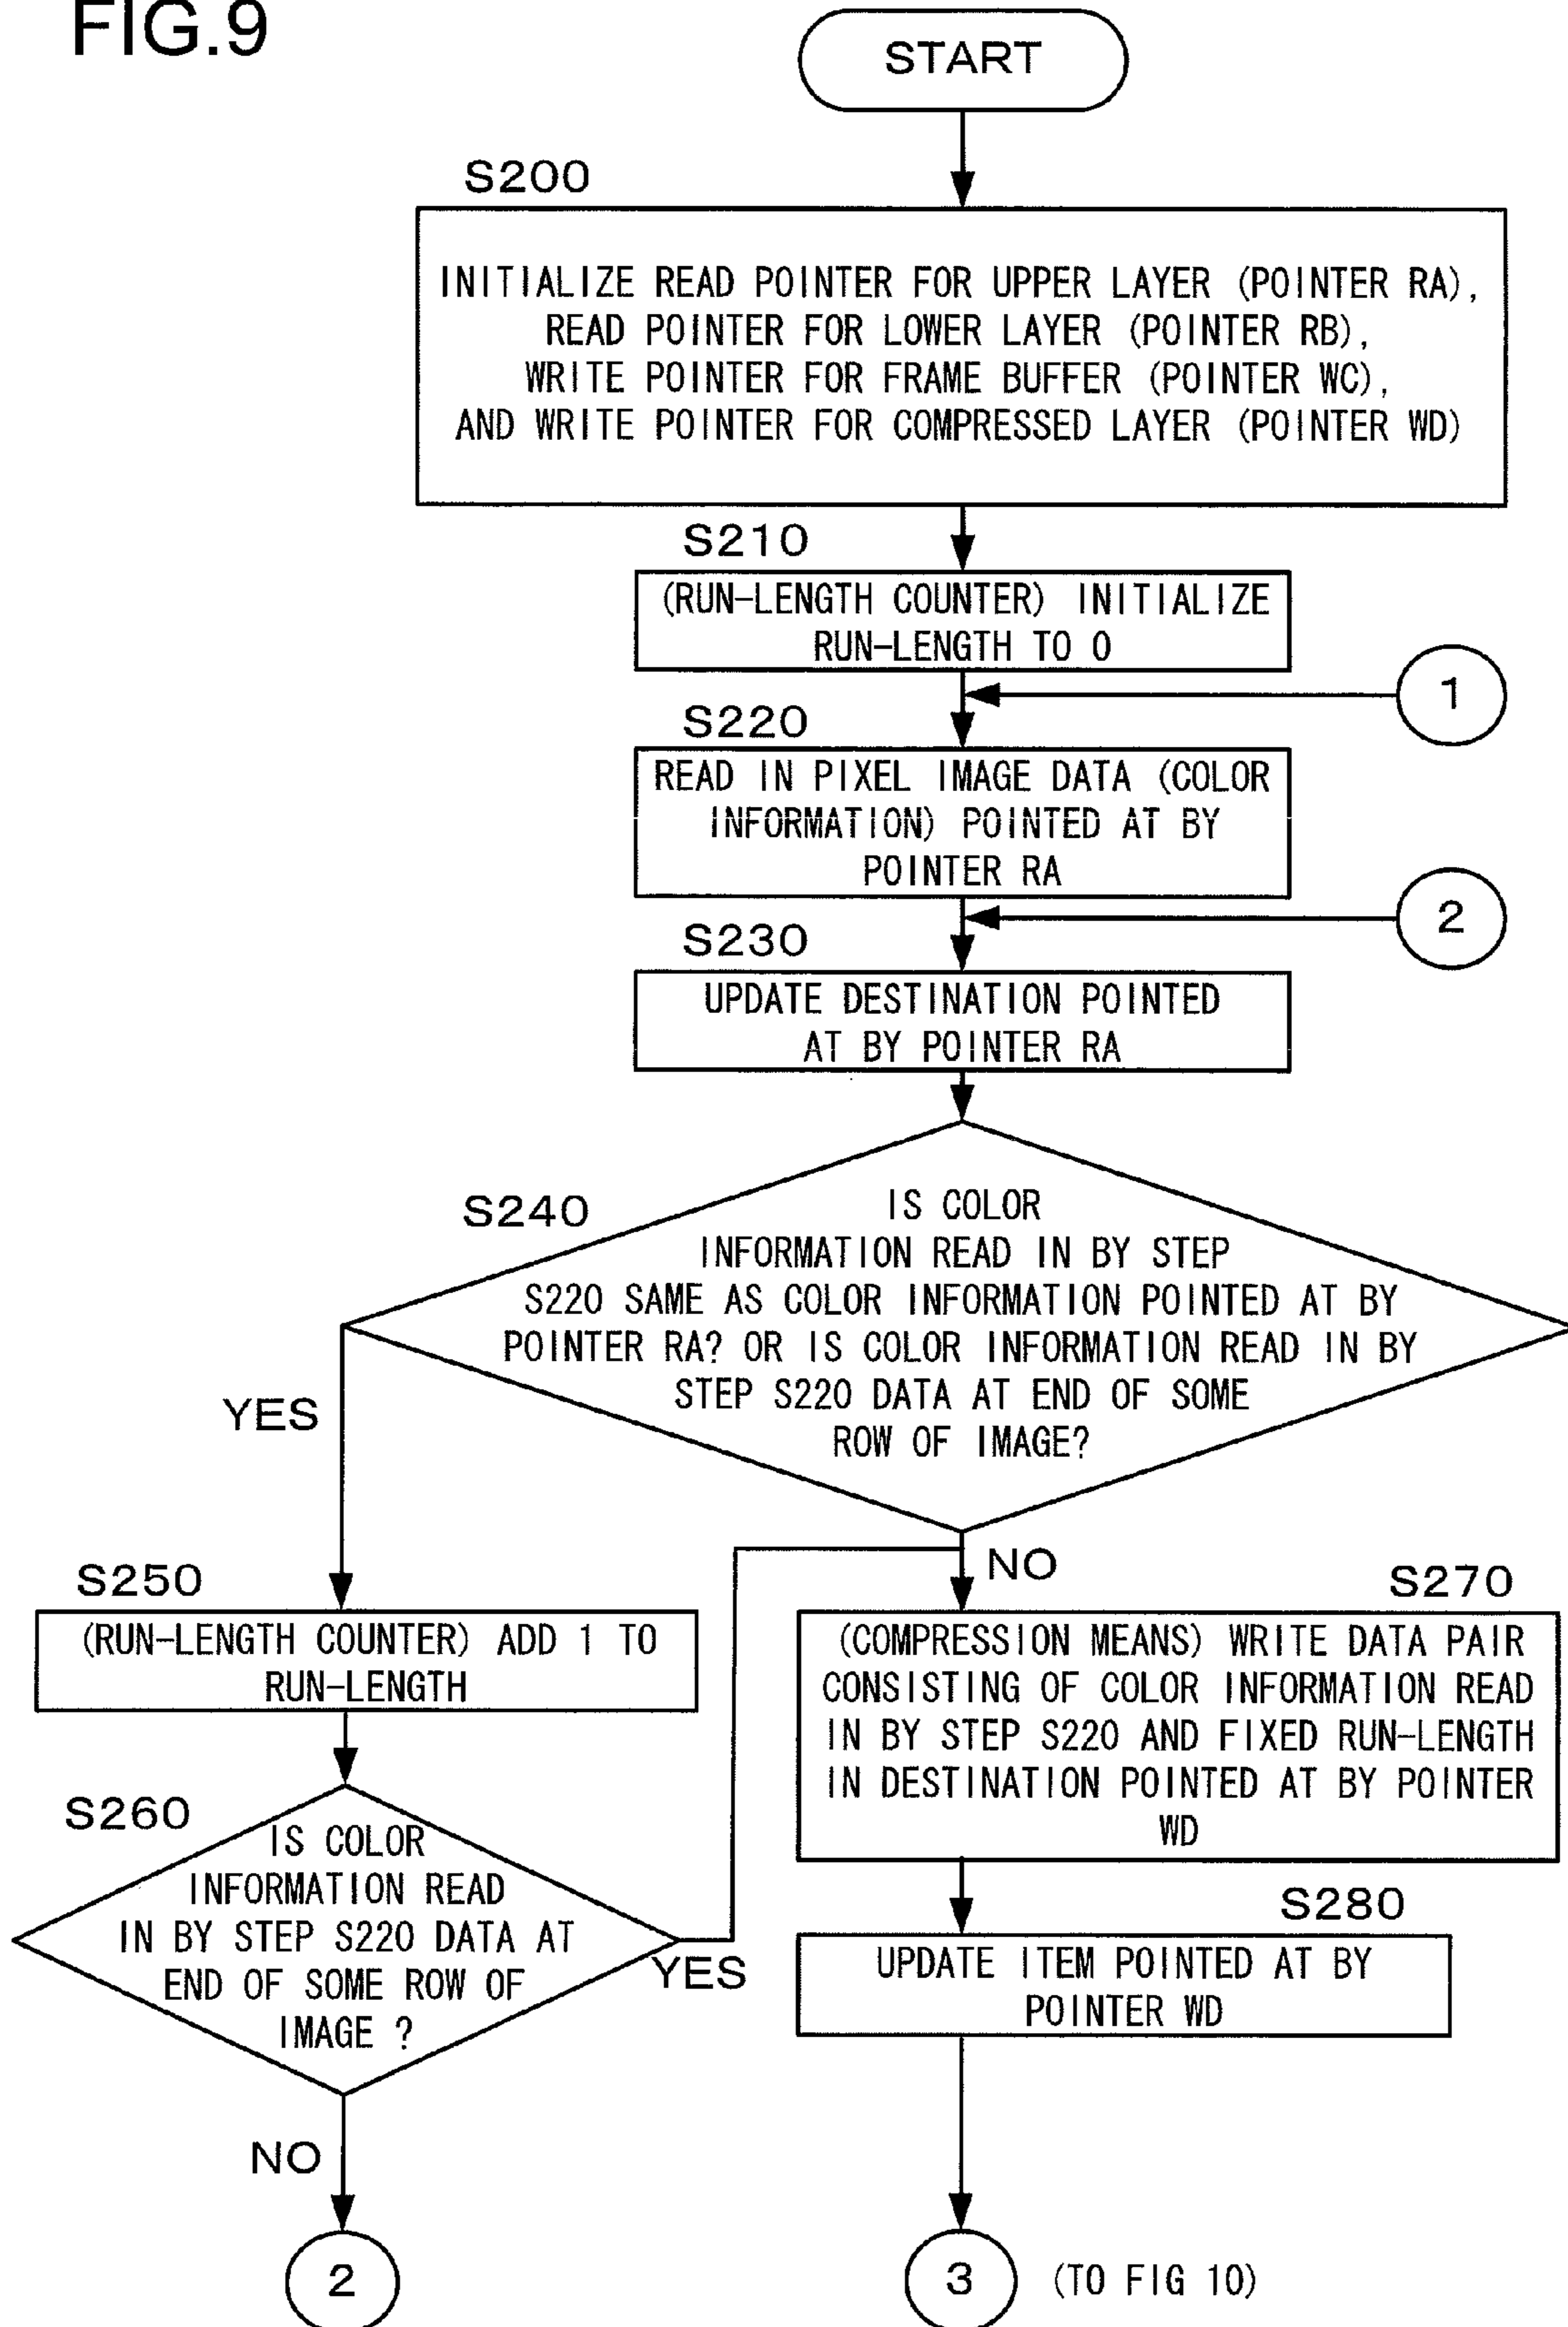 FIG.9
START
S200
INITIALIZE READ POINTER FOR UPPER LAYER (POINTER RA),
READ POINTER FOR LOWER LAYER (POINTER RB),
WRITE POINTER FOR FRAME BUFFER (POINTER WC),
AND WRITE POINTER FOR COMPRESSED LAYER (POINTER WD)
S210
(RUN-LENGTH COUNTER) INITIALIZE
RUN-LENGTH TO 0
1
S220
READ IN PIXEL IMAGE DATA (COLOR
INFORMATION) POINTED AT BY
POINTER RA
2
S230
UPDATE DESTINATION POINTED
AT BY POINTER RA
S240
IS COLOR
INFORMATION READ IN BY STEP
S220 SAME AS COLOR INFORMATION POINTED AT BY
POINTER RA? OR IS COLOR INFORMATION READ IN BY
STEP S220 DATA AT END OF SOME
ROW OF IMAGE?
YES
NO
S250
(RUN-LENGTH COUNTER) ADD 1 TO
RUN-LENGTH
S260
IS COLOR
INFORMATION READ
IN BY STEP S220 DATA AT
END OF SOME ROW OF
IMAGE ?
YES
NO
2
S270
(COMPRESSION MEANS) WRITE DATA PAIR
CONSISTING OF COLOR INFORMATION READ
IN BY STEP S220 AND FIXED RUN-LENGTH
IN DESTINATION POINTED AT BY POINTER
WD
S280
UPDATE ITEM POINTED AT BY
POINTER WD
3 (TO FIG 10)